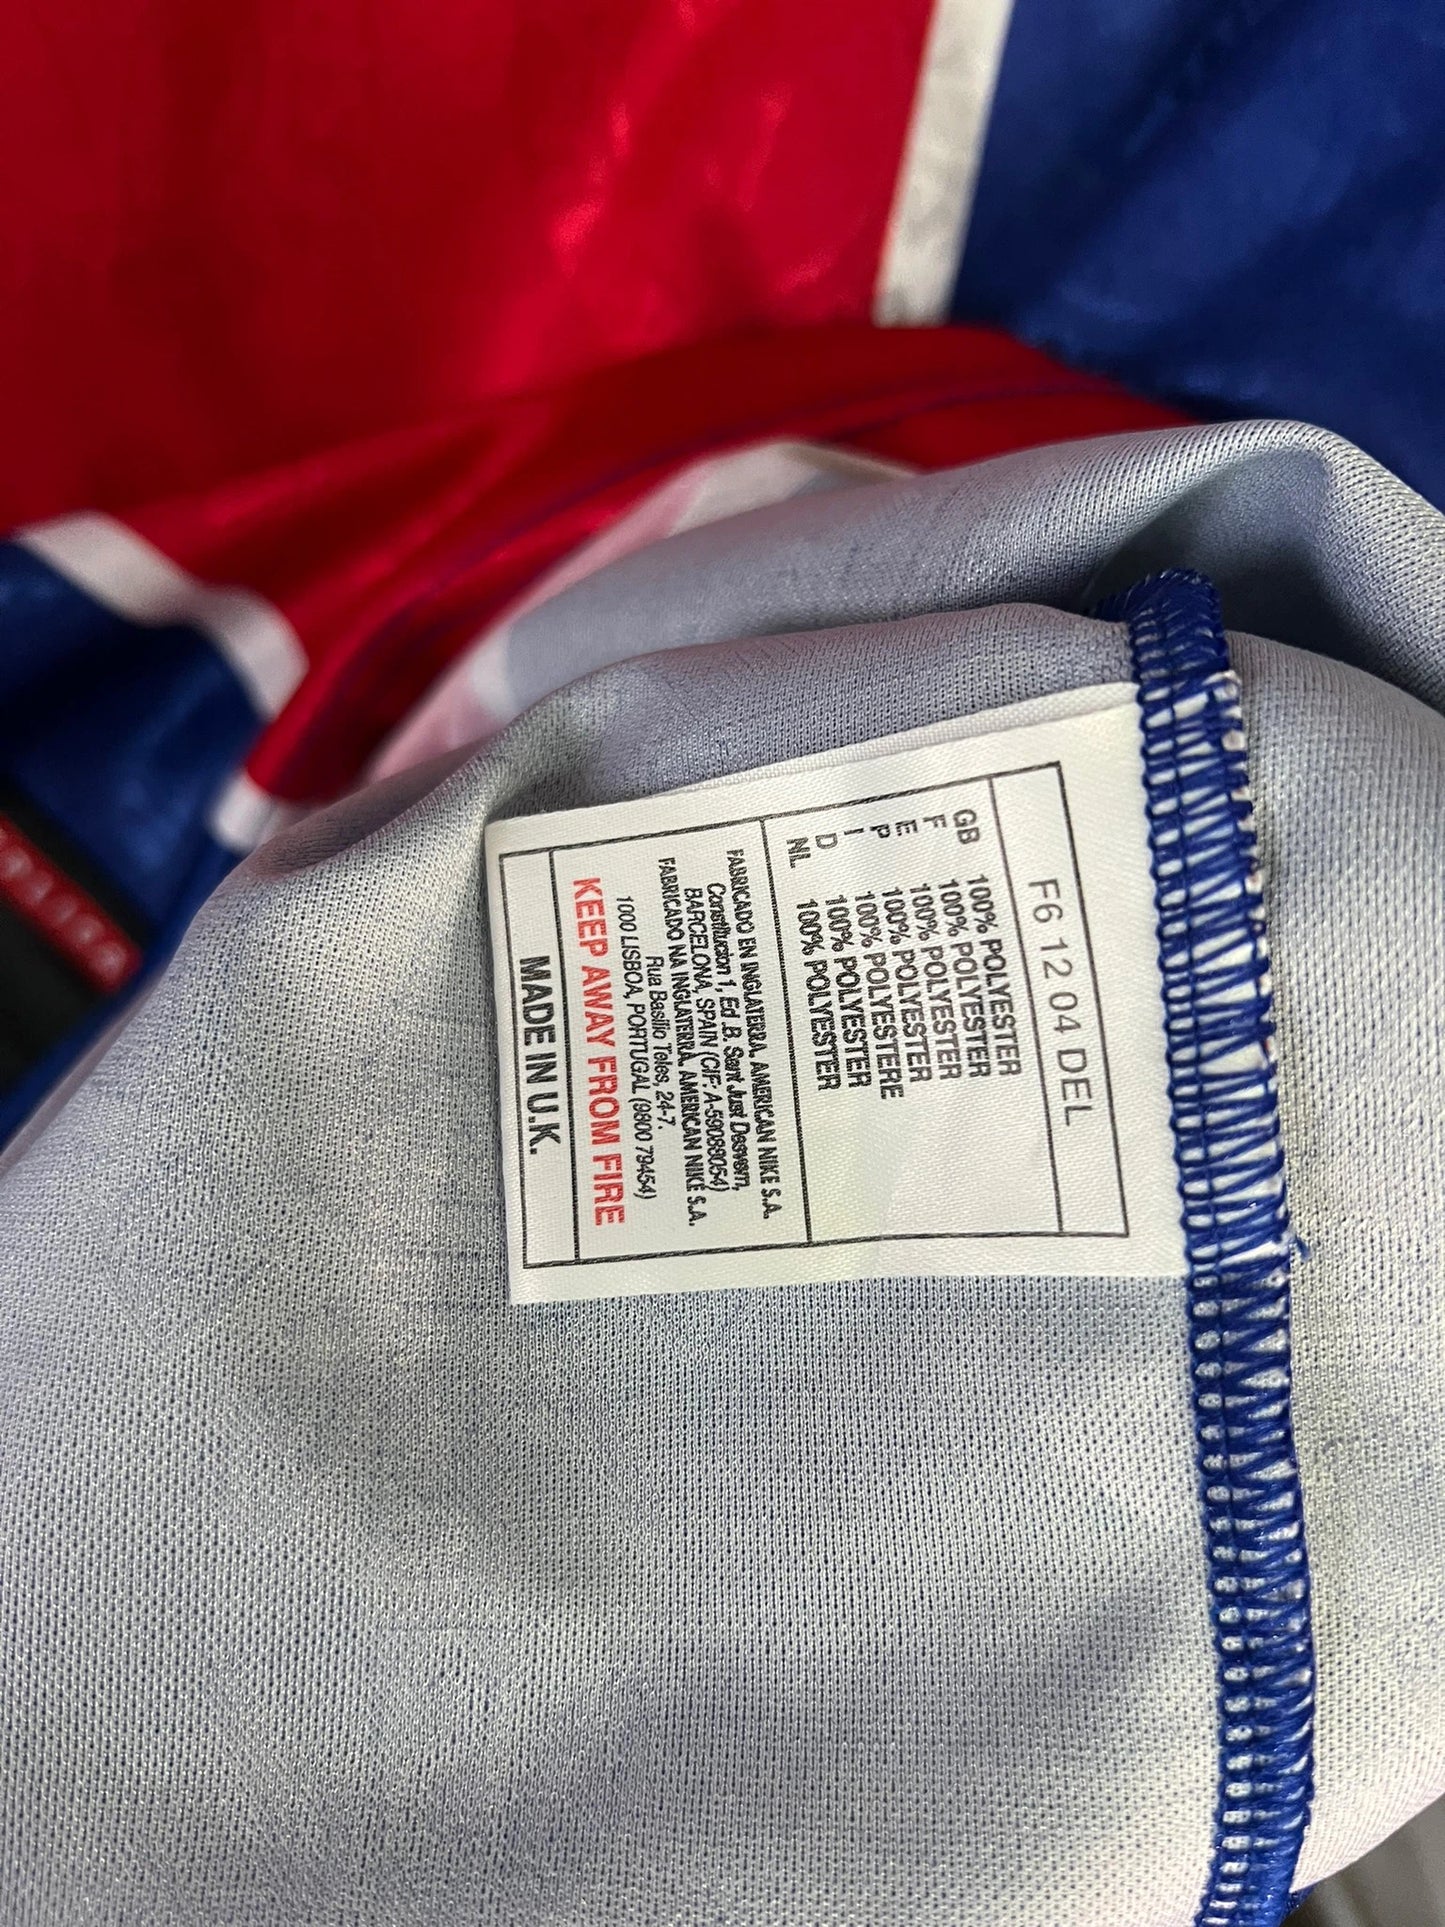 F6 12 04 DEL
GB 100% POLYESTER
F 100% POLYESTER
E 100% POLYESTER
P 100% POLYESTER
I 100% POLYESTERE
D 100% POLYESTER
NL 100% POLYESTER
FABRICADO EN INGLATERRA, AMERICAN NIKE S.A.
Constitucion 1, Ed .B. Sant Just Desvern,
BARCELONA, SPAIN (CIF: A-59088054)
FABRICADO NA INGLATERRA, AMERICAN NIKE S.A.
Rua Basilio Teles, 24-7.
1000 LISBOA, PORTUGAL (9800 79454)
KEEP AWAY FROM FIRE
MADE IN U.K.